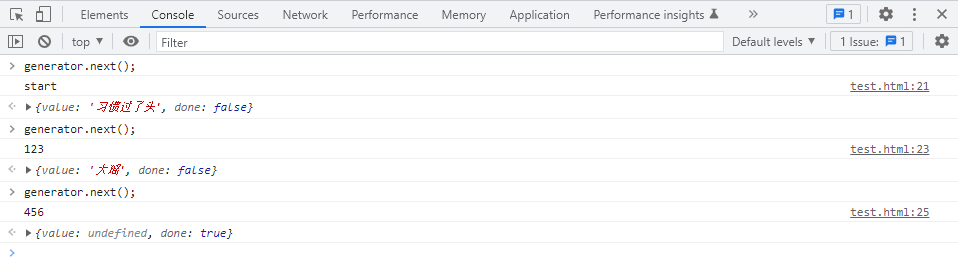 Elements Console Sources Network Performance Memory Application Performance insights 1
top Filter Default levels 1 Issue: 1
generator.next();
start test.html:21
{value: '习惯过了头', done: false}
generator.next();
123 test.html:23
{value: '大瑶', done: false}
generator.next();
456 test.html:25
{value: undefined, done: true}